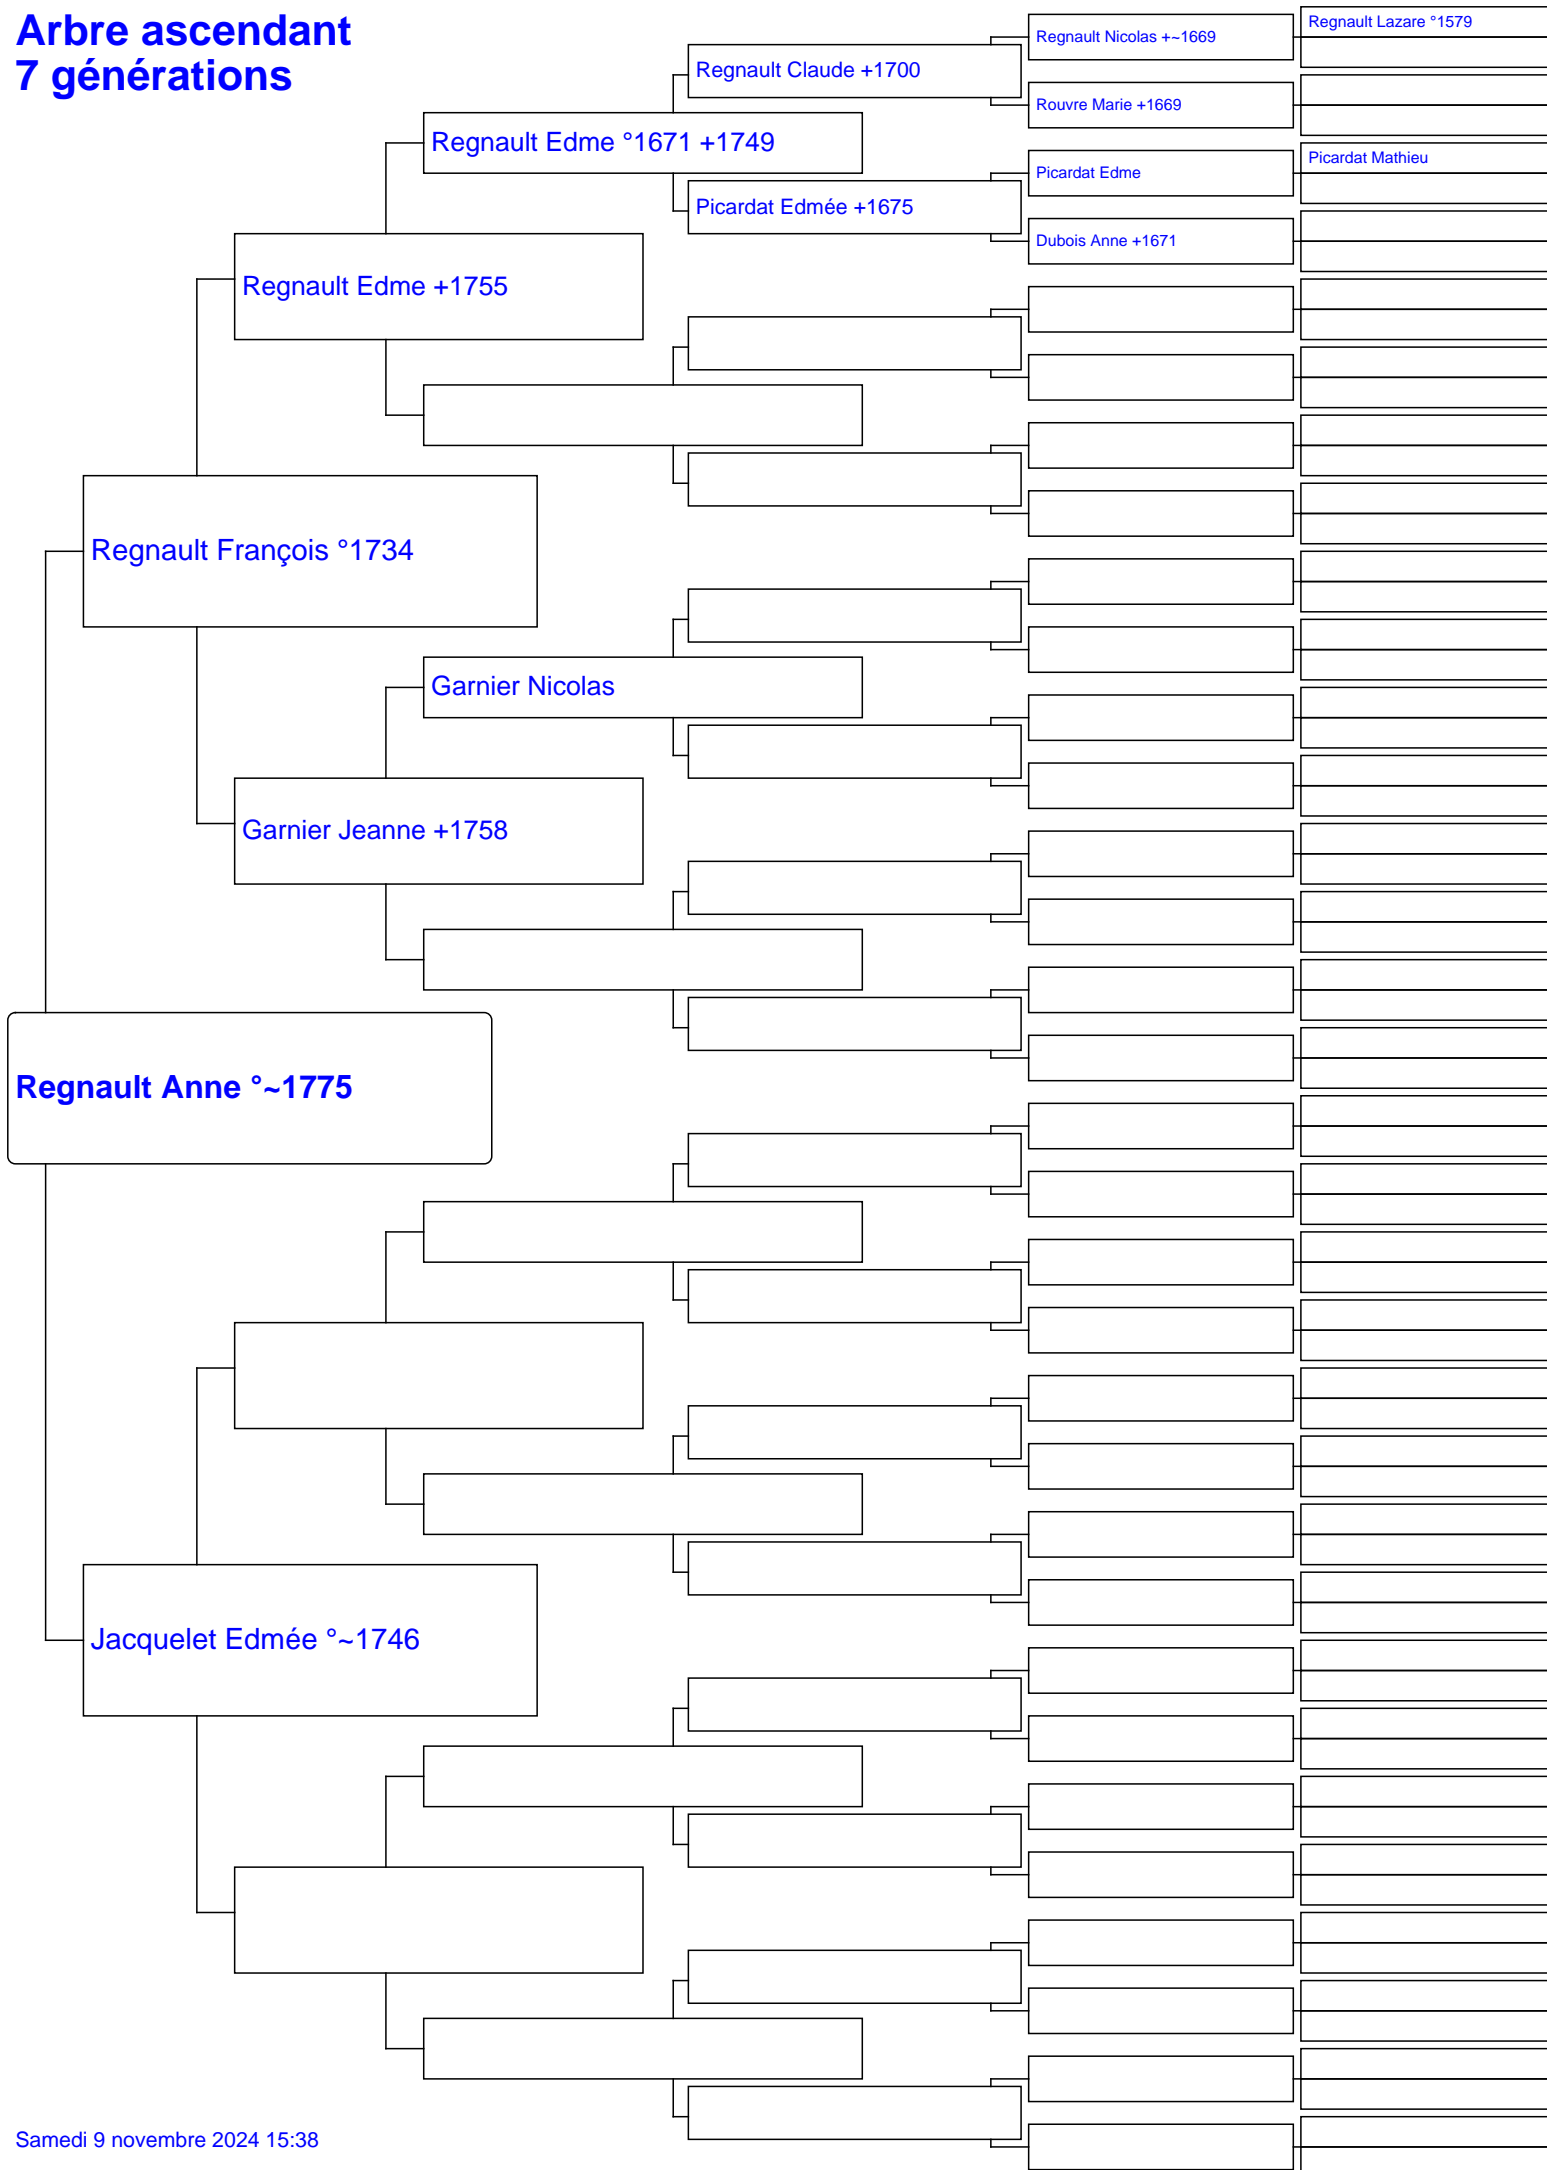 Arbre ascendant
7 générations
Regnault Lazare °1579
Regnault Nicolas +~1669
Regnault Claude +1700
Rouvre Marie +1669
Regnault Edme °1671 +1749
Picardat Mathieu
Picardat Edme
Picardat Edmée +1675
Dubois Anne +1671
Regnault Edme +1755
Regnault François °1734
Garnier Nicolas
Garnier Jeanne +1758
Regnault Anne °~1775
Jacquelet Edmée °~1746
Samedi 9 novembre 2024 15:38